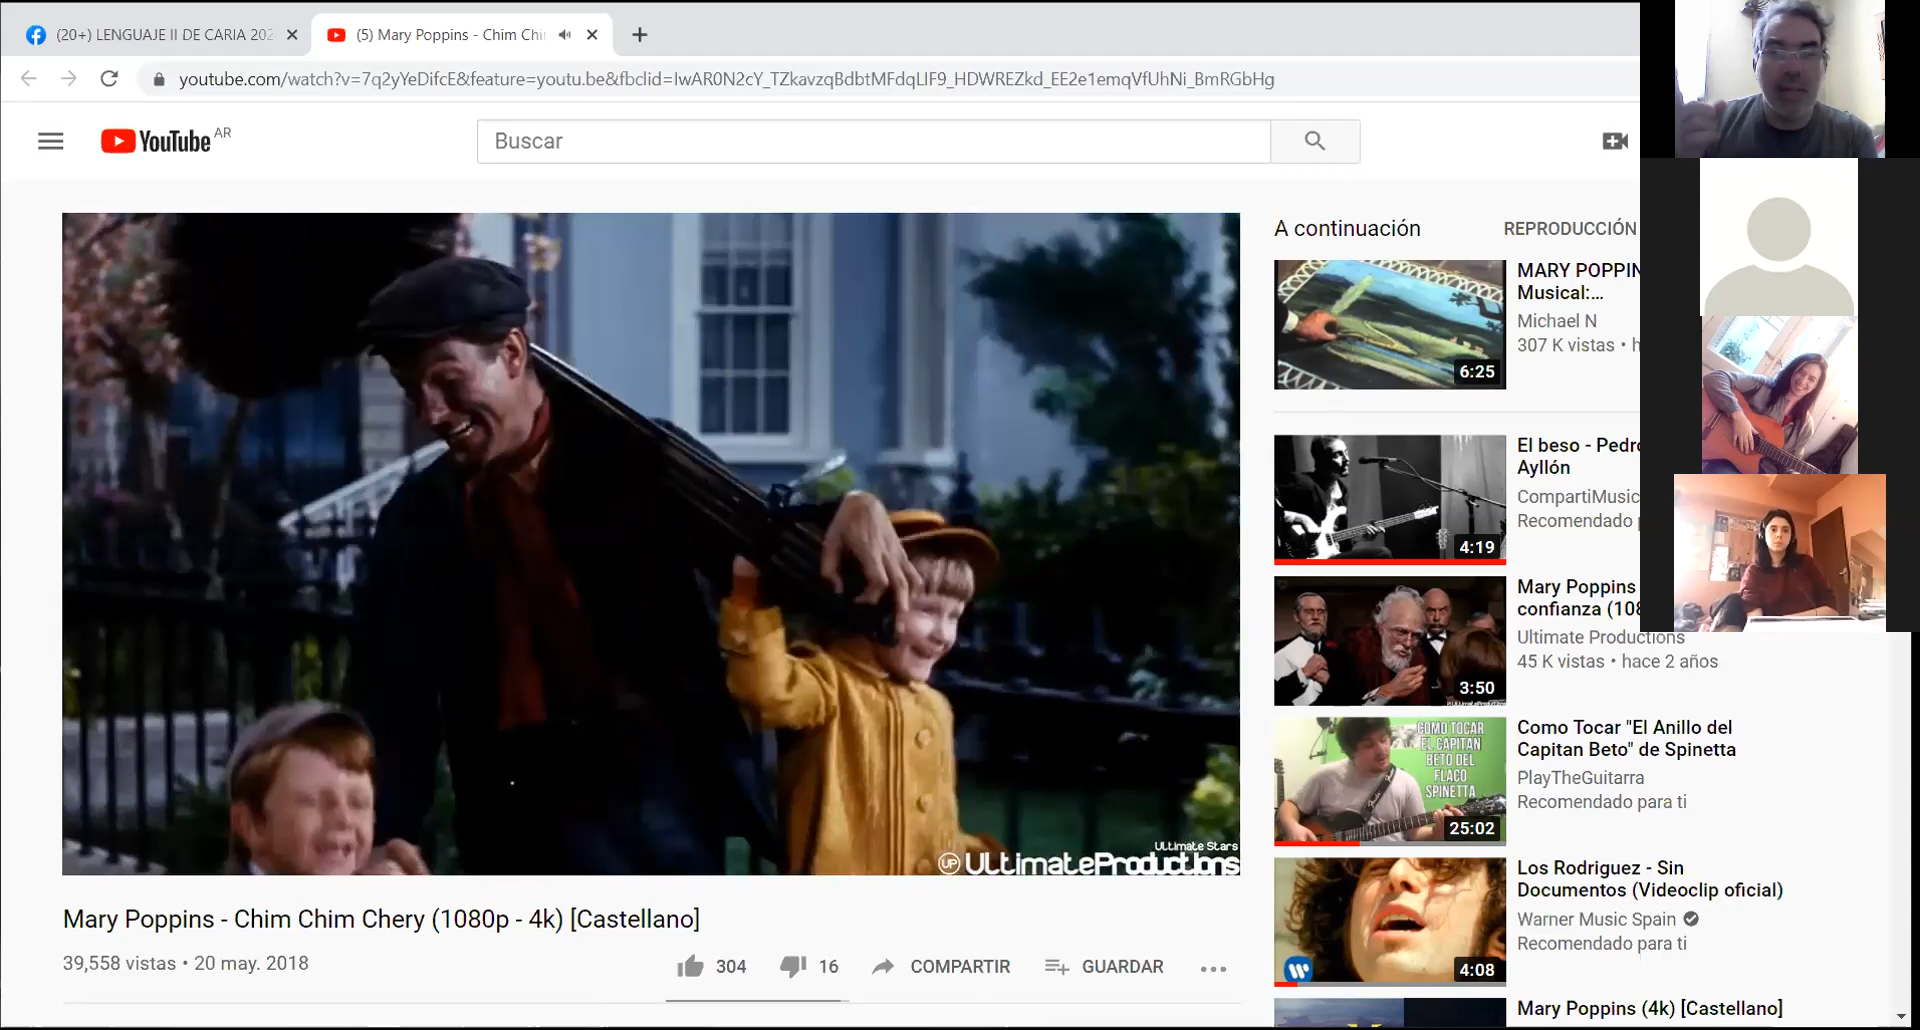 (20+) LENGUAJE II DE CARIA 202
(5) Mary Poppins - Chim Chi
youtube.com/watch?v=7q2yYeDifcE&feature=youtu.be&fbclid=IwAR0N2cY_TZkavzqBdbtMFdqLIF9_HDWREZkd_EE2e1emqVfUhNi_BmRGbHg
YouTube AR
Buscar
Ultimate Stars
UP UltimateProductions
Mary Poppins - Chim Chim Chery (1080p - 4k) [Castellano]
39,558 vistas • 20 may. 2018
304
16
COMPARTIR
GUARDAR
A continuación
REPRODUCCIÓN
6:25
MARY POPPIN
Musical:...
Michael N
307 K vistas • h
4:19
El beso - Pedro
Ayllón
CompartiMusic
Recomendado p
3:50
Mary Poppins
confianza (108
Ultimate Productions
45 K vistas • hace 2 años
COMO TOCAR
EL CAPITAN
BETO DEL
FLACO
SPINETTA
25:02
Como Tocar "El Anillo del
Capitan Beto" de Spinetta
PlayTheGuitarra
Recomendado para ti
4:08
Los Rodriguez - Sin
Documentos (Videoclip oficial)
Warner Music Spain
Recomendado para ti
Mary Poppins (4k) [Castellano]